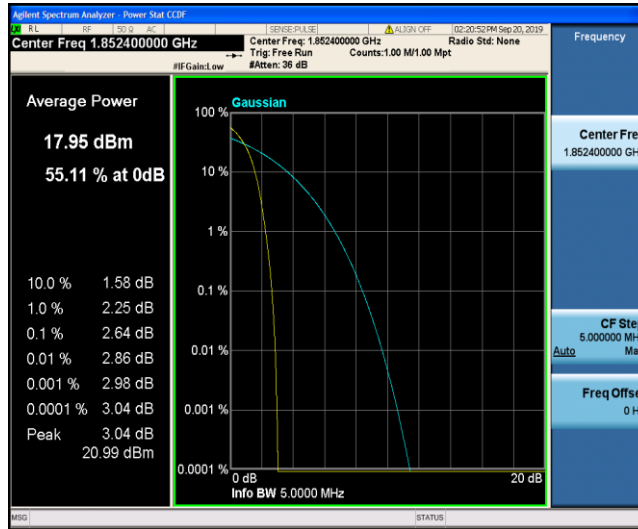 Agilent Spectrum Analyzer - Power Stat CCDF
RL RF 50 Ω AC SENSE:PULSE ALIGN OFF 02:20:52 PM Sep 20, 2019
Center Freq 1.852400000 GHz
Center Freq: 1.852400000 GHz Radio Std: None
Trig: Free Run Counts:1.00 M/1.00 Mpt
#IFGain:Low #Atten: 36 dB
Frequency
Average Power
17.95 dBm
55.11 % at 0dB
10.0 % 1.58 dB
1.0 % 2.25 dB
0.1 % 2.64 dB
0.01 % 2.86 dB
0.001 % 2.98 dB
0.0001 % 3.04 dB
Peak 3.04 dB
20.99 dBm
Gaussian
100 %
10 %
1 %
0.1 %
0.01 %
0.001 %
0.0001 %
0 dB 20 dB
Info BW 5.0000 MHz
Center Fre
1.852400000 GH
CF Ste
5.000000 MH
Auto Ma
Freq Offse
0 H
MSG STATUS